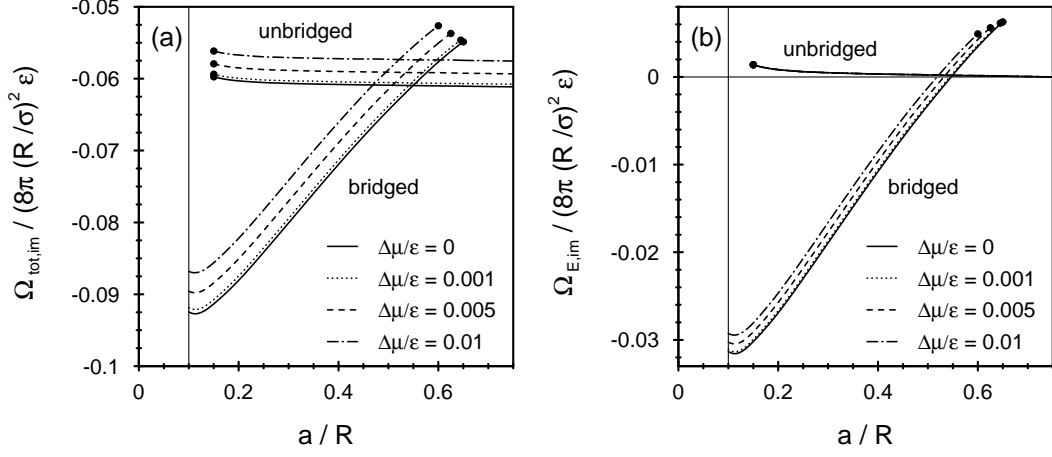 (a)
unbridged
bridged
Δμ/ε = 0
Δμ/ε = 0.001
Δμ/ε = 0.005
Δμ/ε = 0.01
-0.05
-0.06
-0.07
-0.08
-0.09
-0.1
0
0.2
0.4
0.6
a / R
Ω_tot,im / (8π (R /σ)² ε)
(b)
unbridged
bridged
Δμ/ε = 0
Δμ/ε = 0.001
Δμ/ε = 0.005
Δμ/ε = 0.01
0
-0.01
-0.02
-0.03
0
0.2
0.4
0.6
a / R
Ω_E,im / (8π (R /σ)² ε)